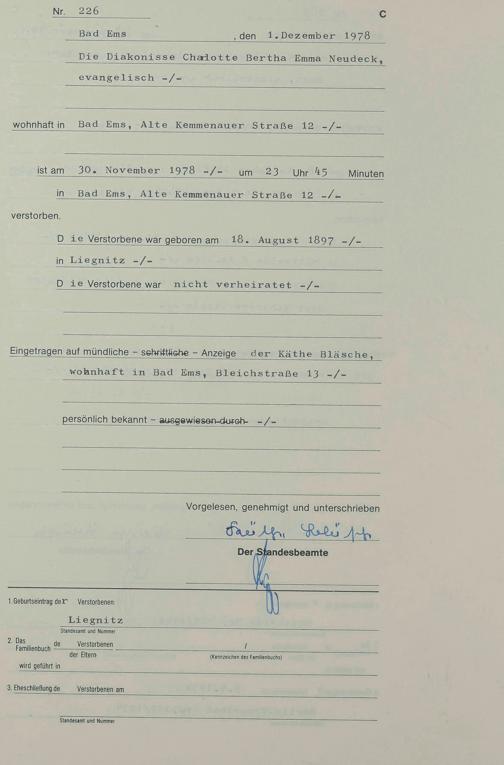 Nr. 226 C
Bad Ems , den 1.Dezember 1978
Die Diakonisse Charlotte Bertha Emma Neudeck,
evangelisch -/-
wohnhaft in Bad Ems, Alte Kemmenauer Straße 12 -/-
ist am 30. November 1978 -/- um 23 Uhr 45 Minuten
in Bad Ems, Alte Kemmenauer Straße 12 -/-
verstorben.
D ie Verstorbene war geboren am 18. August 1897 -/-
in Liegnitz -/-
D ie Verstorbene war nicht verheiratet -/-
Eingetragen auf mündliche – schriftliche – Anzeige der Käthe Bläsche,
wohnhaft in Bad Ems, Bleichstraße 13 -/-
persönlich bekannt – ausgewiesen durch -/-
Vorgelesen, genehmigt und unterschrieben
Der Standesbeamte
1. Geburtseintrag der Verstorbenen
Liegnitz
Standesamt und Nummer
2. Das Familienbuch de Verstorbenen /
der Eltern (Kennzeichen des Familienbuchs)
wird geführt in
3. Eheschließung de Verstorbenen am
Standesamt und Nummer